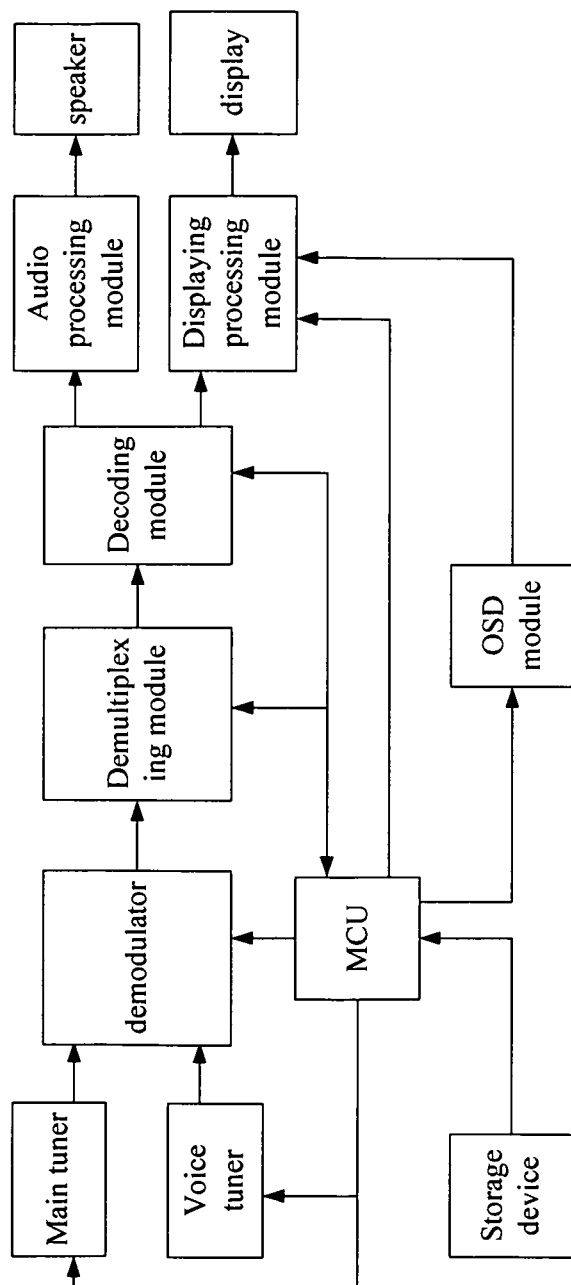 Main tuner
demodulator
Demultiplex
ing module
Decoding
module
Audio
processing
module
speaker
Voice
tuner
Displaying
processing
module
display
MCU
Storage
device
OSD
module